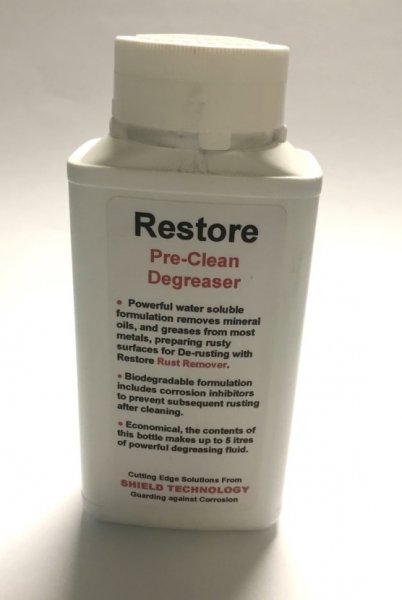 Restore
Pre-Clean
Degreaser
• Powerful water soluble
formulation removes mineral
oils, and greases from most
metals, preparing rusty
surfaces for De-rusting with
Restore Rust Remover.
• Biodegradable formulation
includes corrosion inhibitors
to prevent subsequent rusting
after cleaning.
• Economical, the contents of
this bottle makes up to 5 litres
of powerful degreasing fluid.
Cutting Edge Solutions From
SHIELD TECHNOLOGY
Guarding against Corrosion